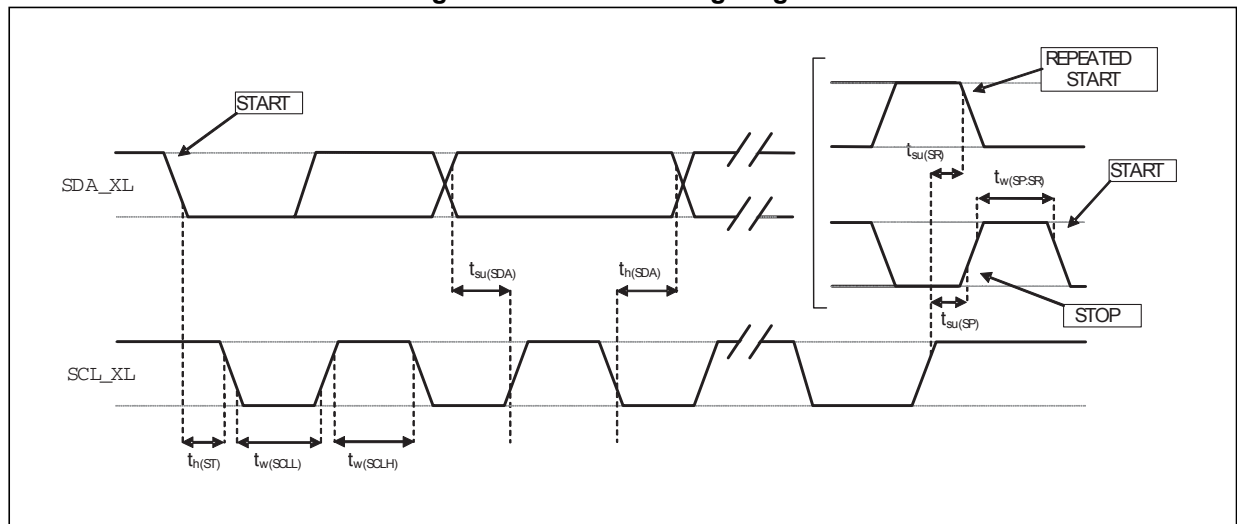 REPEATED
START
START
t_su(SR)
t_w(SP:SR)
START
SDA_XL
t_su(SDA)
t_h(SDA)
t_su(SP)
STOP
SCL_XL
t_h(ST)
t_w(SCLL)
t_w(SCLH)